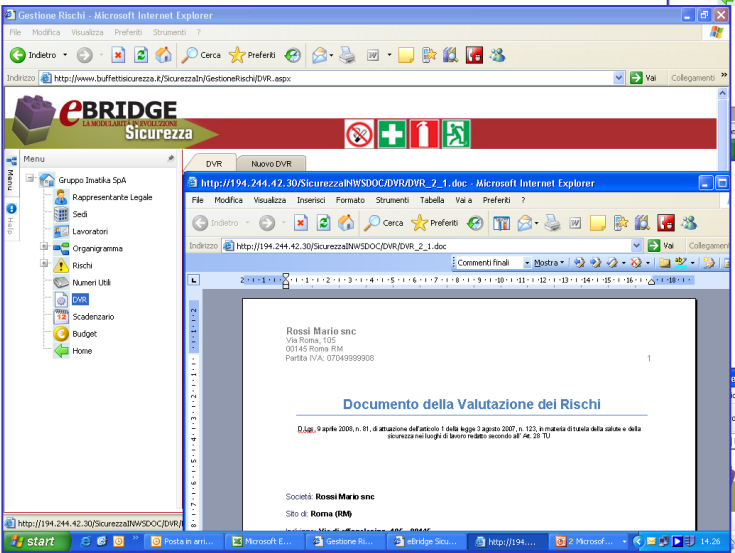 Gestione Rischi - Microsoft Internet Explorer
File Modifica Visualizza Preferiti Strumenti ?
Indietro Cerca Preferiti
Indirizzo http://www.buffettisicurezza.it/SicurezzaIn/GestioneRischi/DVR.aspx Vai Collegamenti »
eBRIDGE
LA MODULARITÀ IN EVOLUZIONE
Sicurezza
Menu
Menu
Help
Gruppo Imatika SpA
Rappresentante Legale
Sedi
Lavoratori
Organigramma
Rischi
Numeri Utili
DVR
Scadenzario
Budget
Home
DVR Nuovo DVR
http://194.244.42.30/SicurezzaINWSDOC/DVR/DVR_2_1.doc - Microsoft Internet Explorer
File Modifica Visualizza Inserisci Formato Strumenti Tabella Vai a Preferiti ?
Indietro Cerca Preferiti
Indirizzo http://194.244.42.30/SicurezzaINWSDOC/DVR/DVR_2_1.doc Vai Collegamen
Commenti finali Mostra
Rossi Mario snc
Via Roma, 105
00145 Roma RM
Partita IVA: 07049999908 1
Documento della Valutazione dei Rischi
D.Lgs. 9 aprile 2008, n. 81, di attuazione dell'articolo 1 della legge 3 agosto 2007, n. 123, in materia di tutela della salute e della
sicurezza nei luoghi di lavoro redatto secondo all' Art. 28 TU
Società: Rossi Mario snc
Sito di: Roma (RM)
http://194.244.42.30/SicurezzaINWSDOC/DVR/
start » Posta in arri... Microsoft E... Gestione Ri... eBridge Sicu... http://194.... 2 Microsof... 14.26